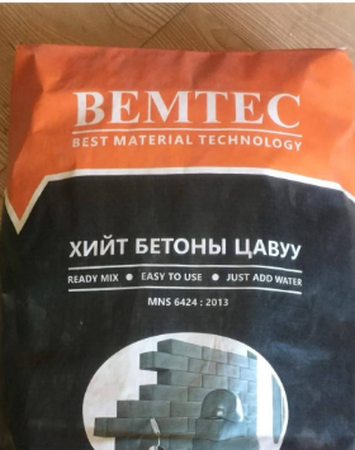 BEMTEC
BEST MATERIAL TECHNOLOGY
ХИЙТ БЕТОНЫ ЦАВУУ
READY MIX ● EASY TO USE ● JUST ADD WATER
MNS 6424 : 2013